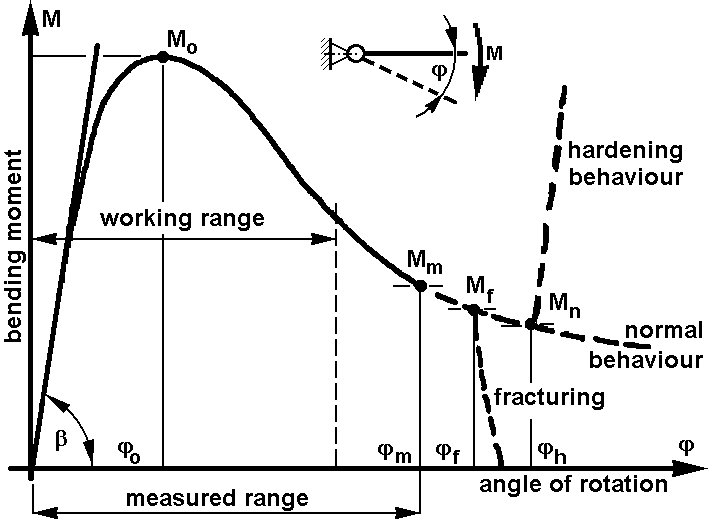 M
Mo
φ
M
hardening
behaviour
bending moment
working range
Mm
Mf
Mn
normal
behaviour
fracturing
β
φo
φm
φf
φh
φ
angle of rotation
measured range